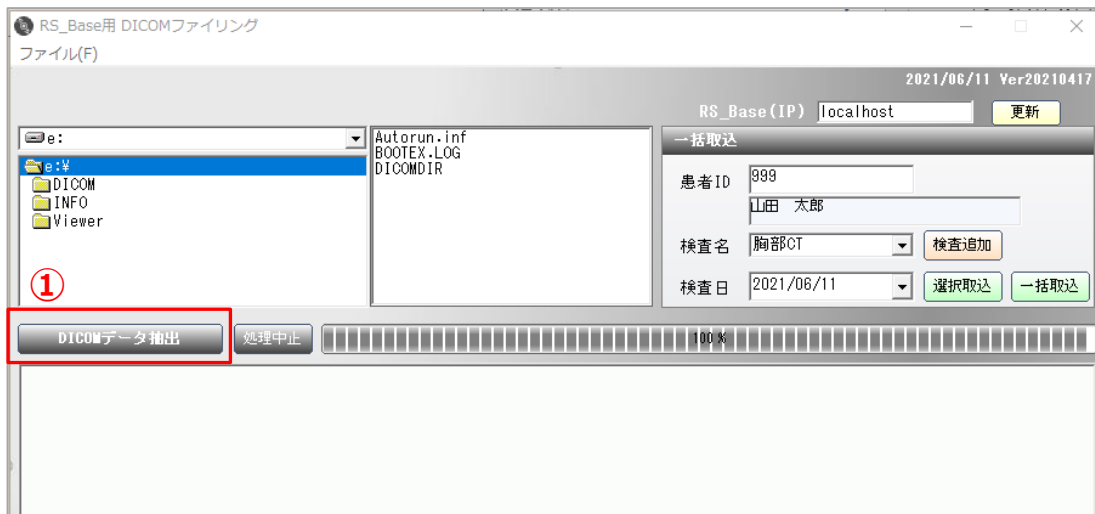 RS_Base用 DICOMファイリング
ファイル(F)
2021/06/11 Ver20210417
RS_Base(IP) localhost 更新
e:
e:¥
DICOM
INFO
Viewer
Autorun.inf
BOOTEX.LOG
DICOMDIR
一括取込
患者ID 999
山田 太郎
検査名 胸部CT 検査追加
検査日 2021/06/11 選択取込 一括取込
①
DICOMデータ抽出 処理中止 100 %